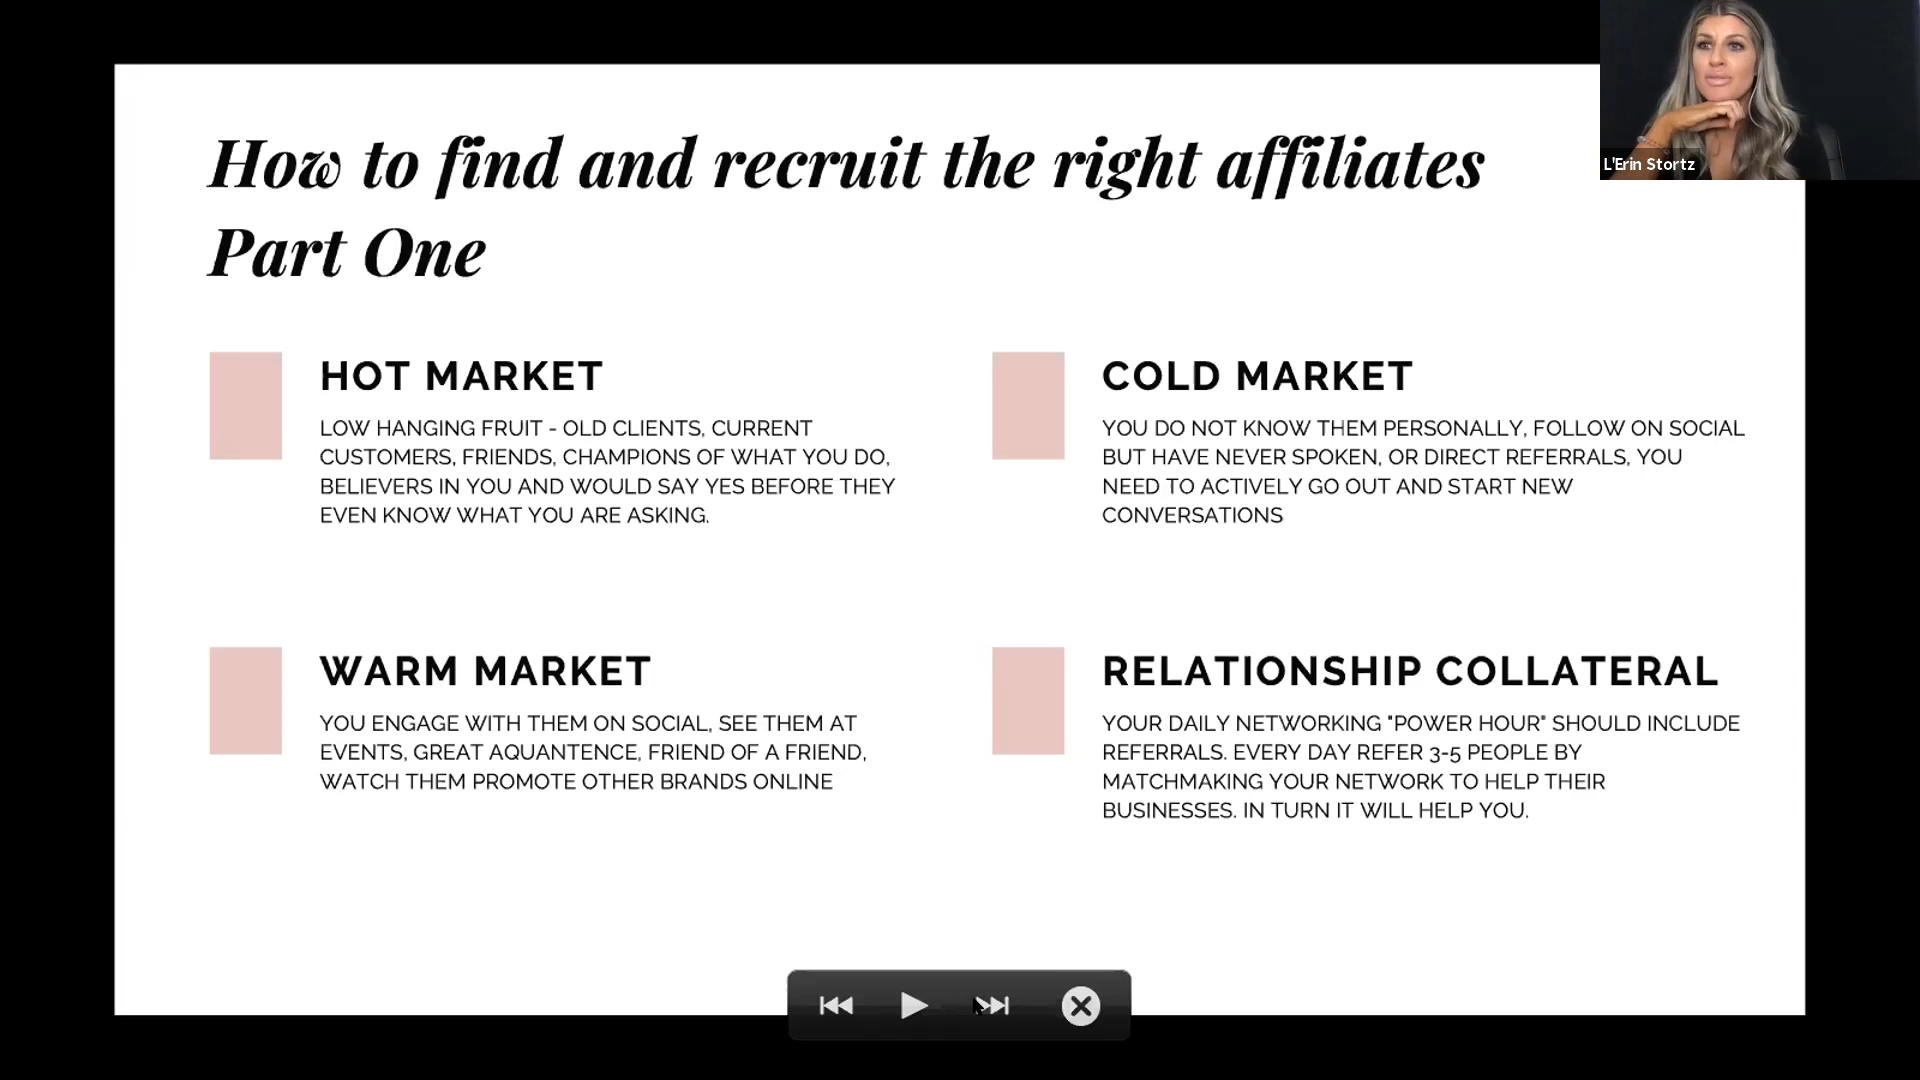 How to find and recruit the right affiliates
Part One
L'Erin Stortz
HOT MARKET
LOW HANGING FRUIT - OLD CLIENTS, CURRENT
CUSTOMERS, FRIENDS, CHAMPIONS OF WHAT YOU DO,
BELIEVERS IN YOU AND WOULD SAY YES BEFORE THEY
EVEN KNOW WHAT YOU ARE ASKING.
COLD MARKET
YOU DO NOT KNOW THEM PERSONALLY, FOLLOW ON SOCIAL
BUT HAVE NEVER SPOKEN, OR DIRECT REFERRALS, YOU
NEED TO ACTIVELY GO OUT AND START NEW
CONVERSATIONS
WARM MARKET
YOU ENGAGE WITH THEM ON SOCIAL, SEE THEM AT
EVENTS, GREAT AQUANTENCE, FRIEND OF A FRIEND,
WATCH THEM PROMOTE OTHER BRANDS ONLINE
RELATIONSHIP COLLATERAL
YOUR DAILY NETWORKING "POWER HOUR" SHOULD INCLUDE
REFERRALS. EVERY DAY REFER 3-5 PEOPLE BY
MATCHMAKING YOUR NETWORK TO HELP THEIR
BUSINESSES. IN TURN IT WILL HELP YOU.